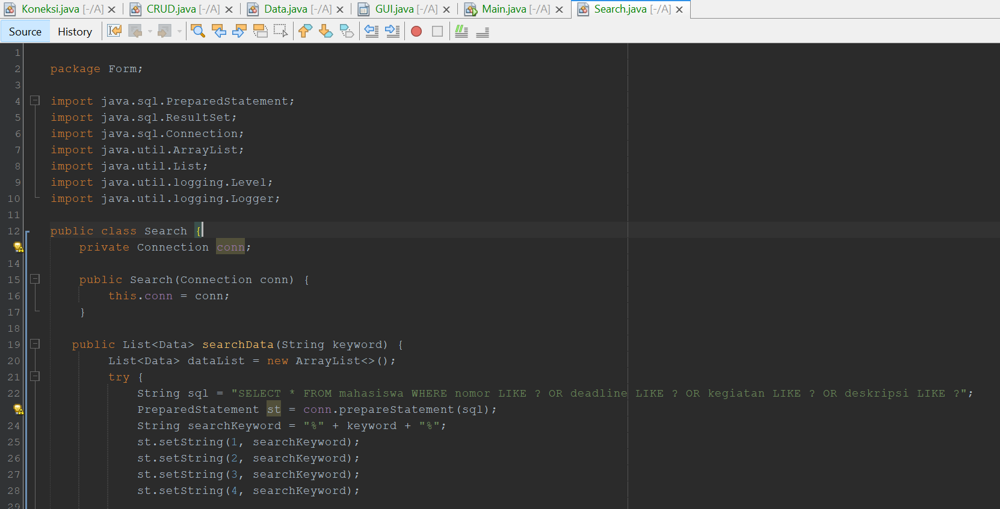 Koneksi.java [-/A] CRUD.java [-/A] Data.java [-/A] GUI.java [-/A] Main.java [-/A] Search.java [-/A]
Source History
1
2 package Form;
3
4 import java.sql.PreparedStatement;
5 import java.sql.ResultSet;
6 import java.sql.Connection;
7 import java.util.ArrayList;
8 import java.util.List;
9 import java.util.logging.Level;
10 import java.util.logging.Logger;
11
12 public class Search {
private Connection conn;
14
15 public Search(Connection conn) {
16 this.conn = conn;
17 }
18
19 public List<Data> searchData(String keyword) {
20 List<Data> dataList = new ArrayList<>();
21 try {
22 String sql = "SELECT * FROM mahasiswa WHERE nomor LIKE ? OR deadline LIKE ? OR kegiatan LIKE ? OR deskripsi LIKE ?";
PreparedStatement st = conn.prepareStatement(sql);
24 String searchKeyword = "%" + keyword + "%";
25 st.setString(1, searchKeyword);
26 st.setString(2, searchKeyword);
27 st.setString(3, searchKeyword);
28 st.setString(4, searchKeyword);
29